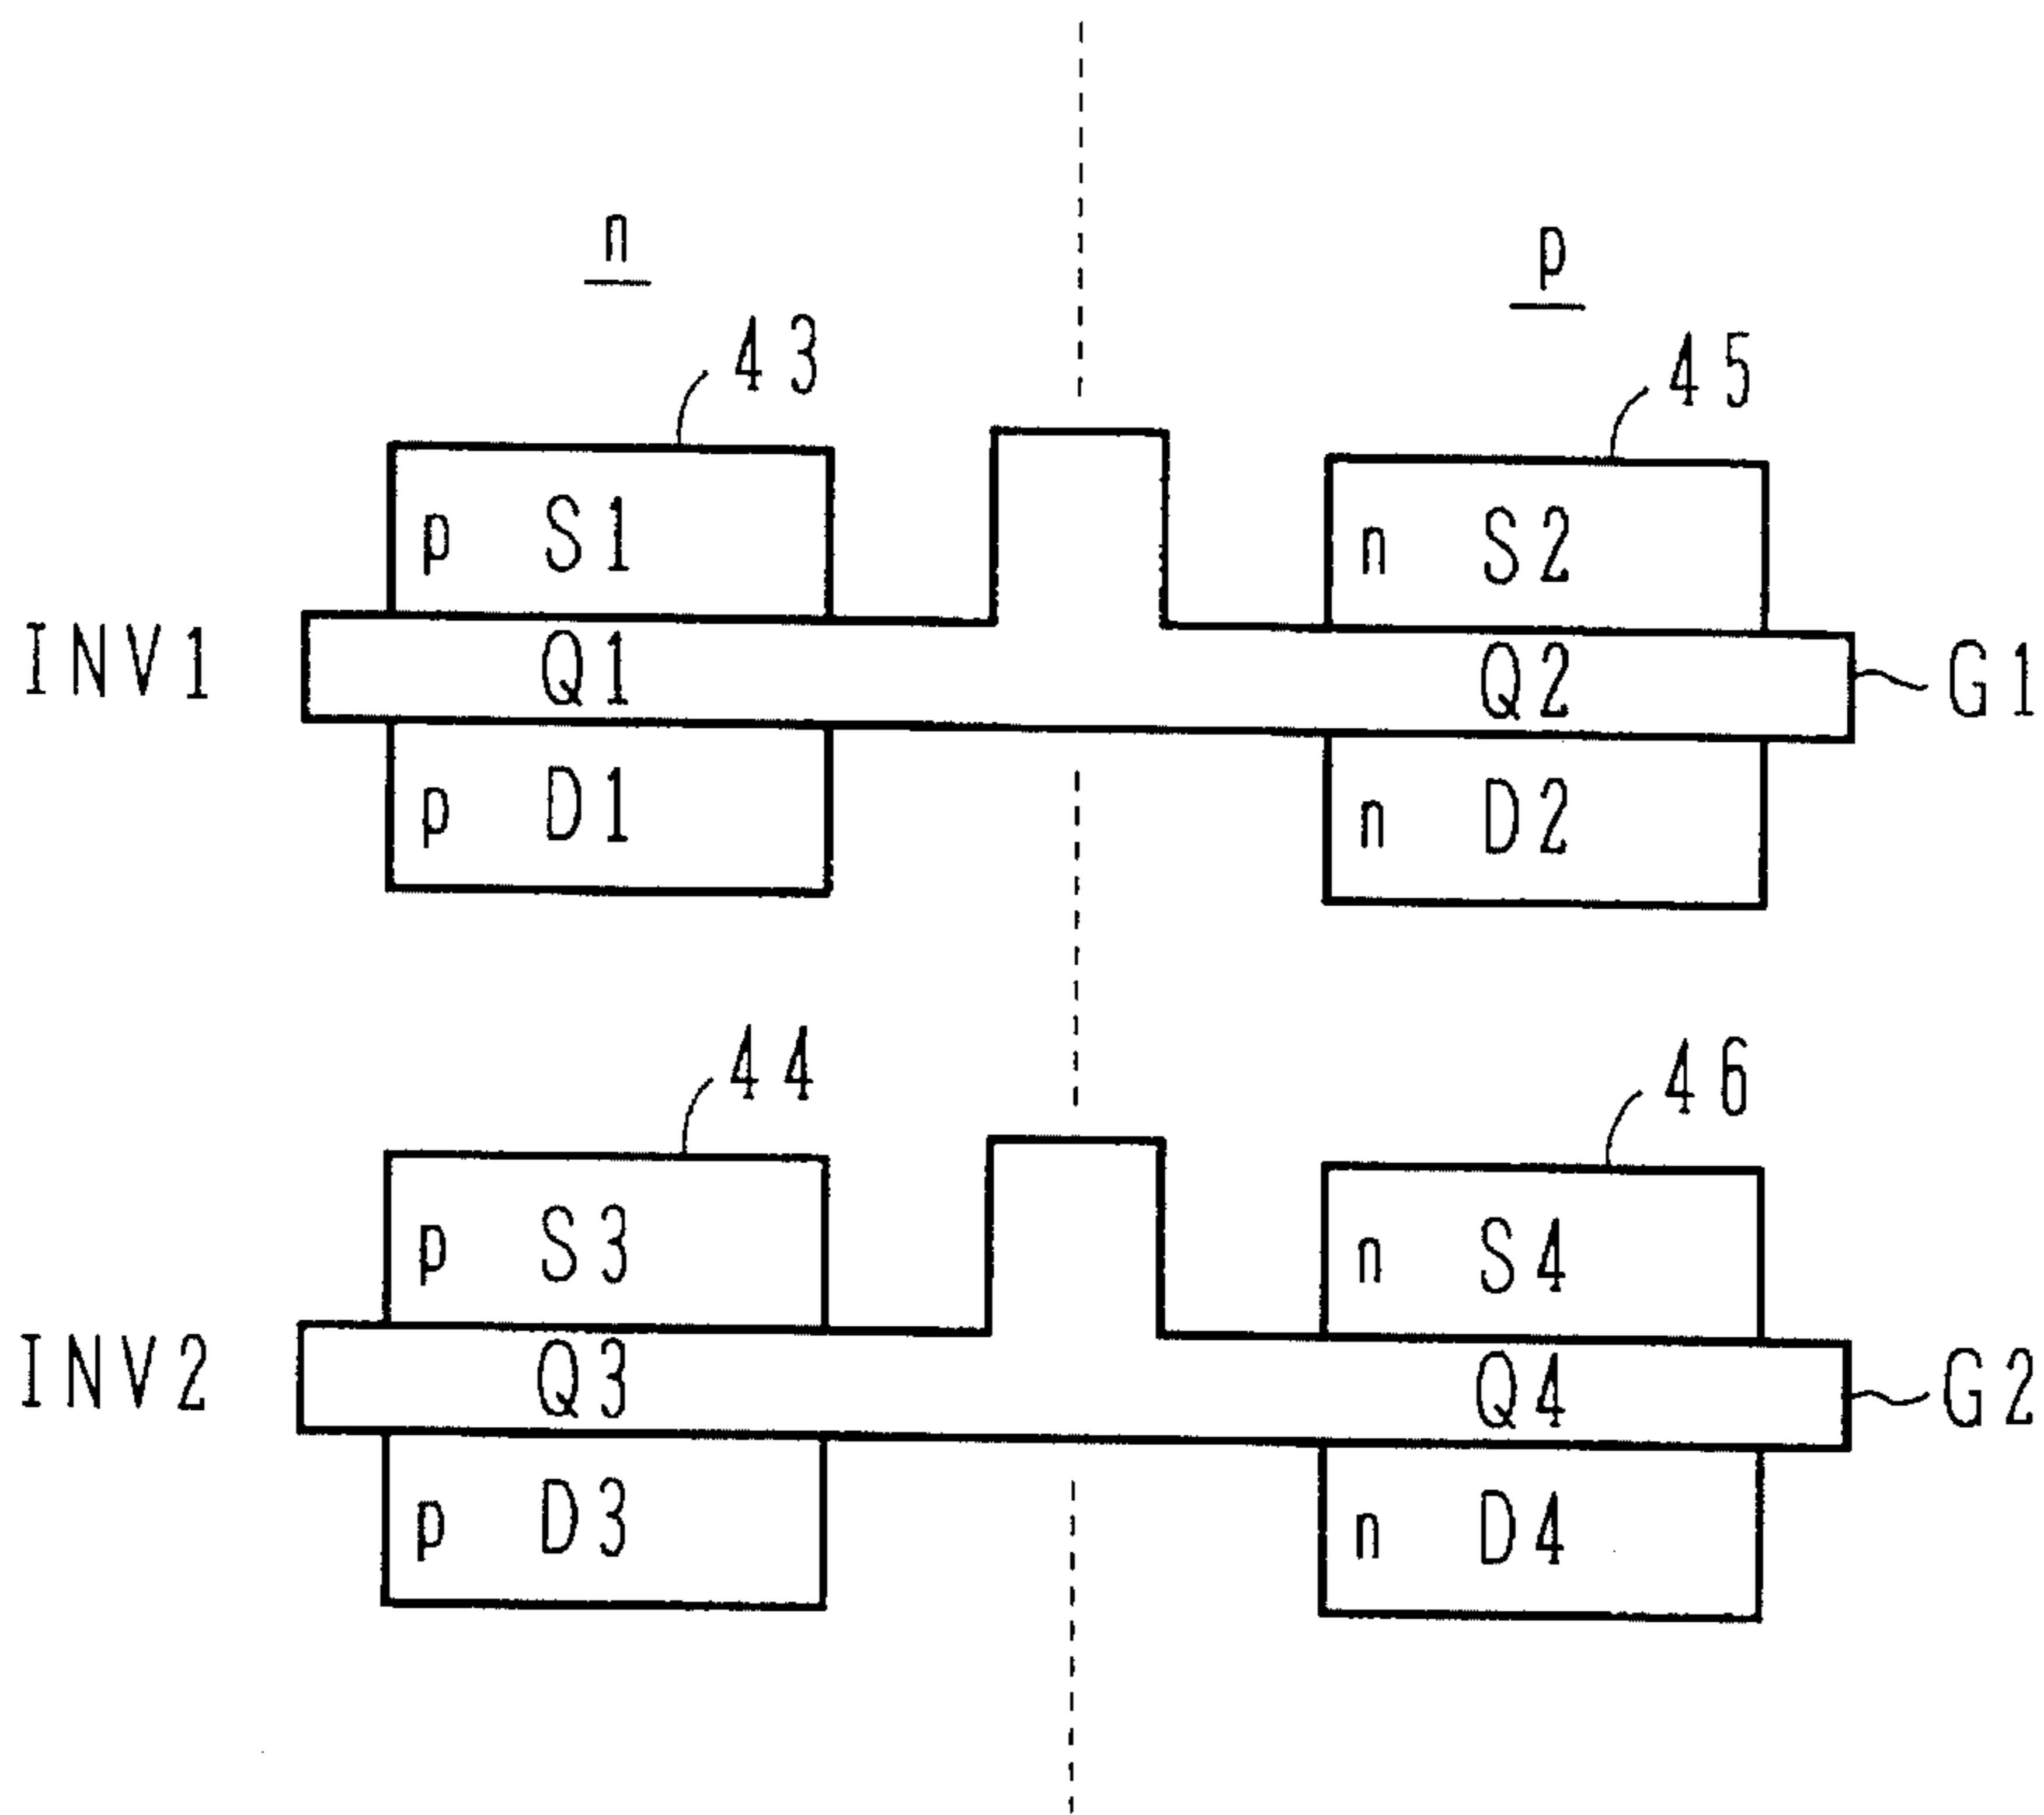 n
p
43
45
p S1
n S2
INV1
Q1
Q2
G1
p D1
n D2
44
46
p S3
n S4
INV2
Q3
Q4
G2
p D3
n D4